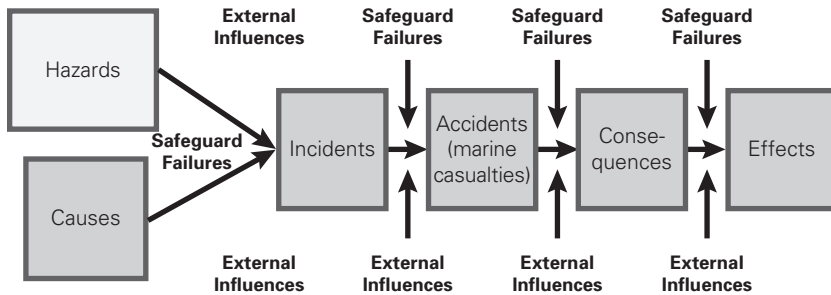 External
Influences
Safeguard
Failures
Safeguard
Failures
Safeguard
Failures
Hazards
Safeguard
Failures
Causes
Incidents
Accidents
(marine
casualties)
Conse-
quences
Effects
External
Influences
External
Influences
External
Influences
External
Influences